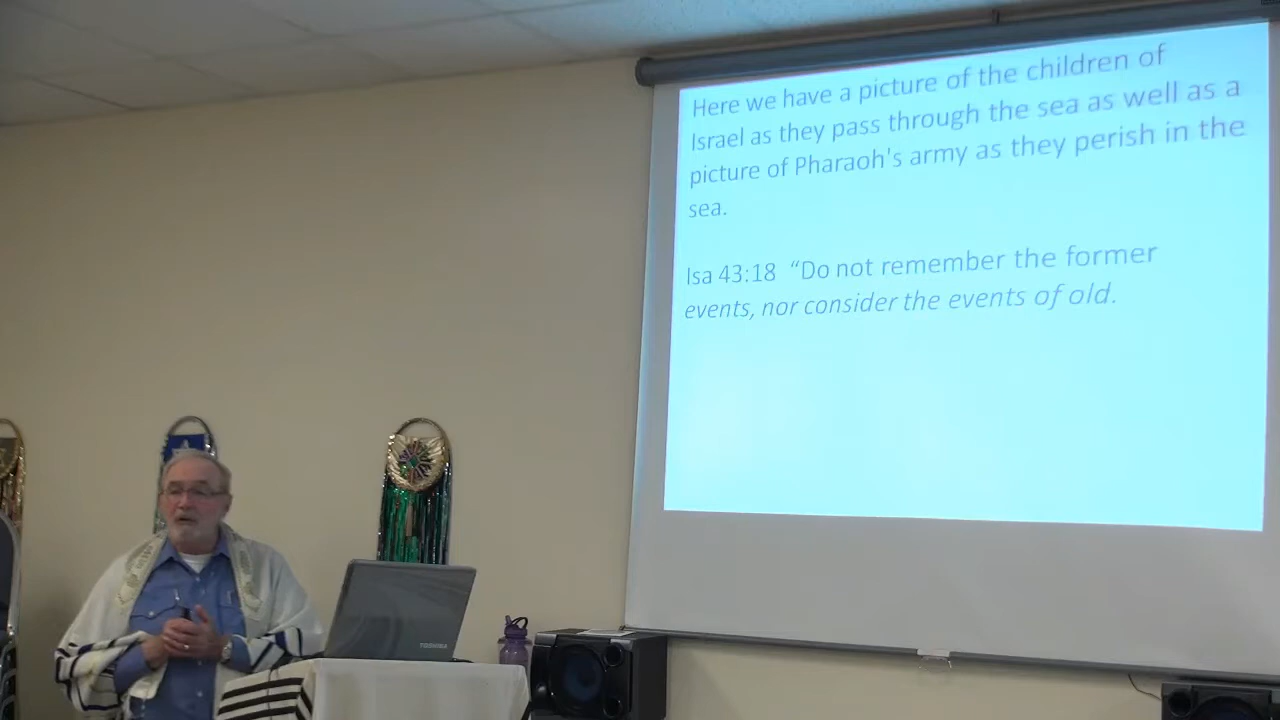 Here we have a picture of the children of
Israel as they pass through the sea as well as a
picture of Pharaoh's army as they perish in the
sea.
Isa 43:18 “Do not remember the former
events, nor consider the events of old.
TOSHIBA